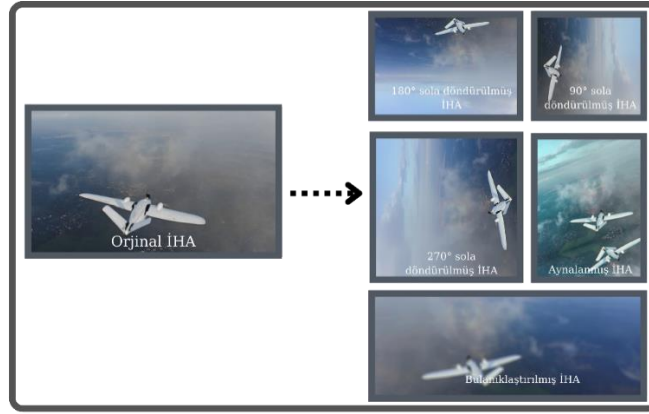 Orjinal İHA
180° sola döndürülmüş
İHA
90° sola
döndürülmüş İHA
270° sola
döndürülmüş İHA
Aynalanmış İHA
Bulanıklaştırılmış İHA